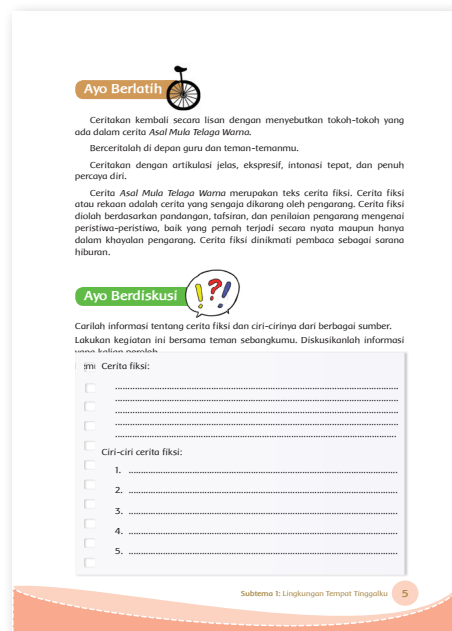 Ayo Berlatih
Ceritakan kembali secara lisan dengan menyebutkan tokoh-tokoh yang
ada dalam cerita Asal Mula Telaga Warna.
Berceritalah di depan guru dan teman-temanmu.
Ceritakan dengan artikulasi jelas, ekspresif, intonasi tepat, dan penuh
percaya diri.
Cerita Asal Mula Telaga Warna merupakan teks cerita fiksi. Cerita fiksi
atau rekaan adalah cerita yang sengaja dikarang oleh pengarang. Cerita fiksi
diolah berdasarkan pandangan, tafsiran, dan penilaian pengarang mengenai
peristiwa-peristiwa, baik yang pernah terjadi secara nyata maupun hanya
dalam khayalan pengarang. Cerita fiksi dinikmati pembaca sebagai sarana
hiburan.
!?!
Ayo Berdiskusi
Carilah informasi tentang cerita fiksi dan ciri-cirinya dari berbagai sumber.
Lakukan kegiatan ini bersama teman sebangkumu. Diskusikanlah informasi
yang kalian peroleh
Cerita fiksi:
Ciri-ciri cerita fiksi:
1.
2.
3.
4.
5.
Subtema 1: Lingkungan Tempat Tinggalku 5